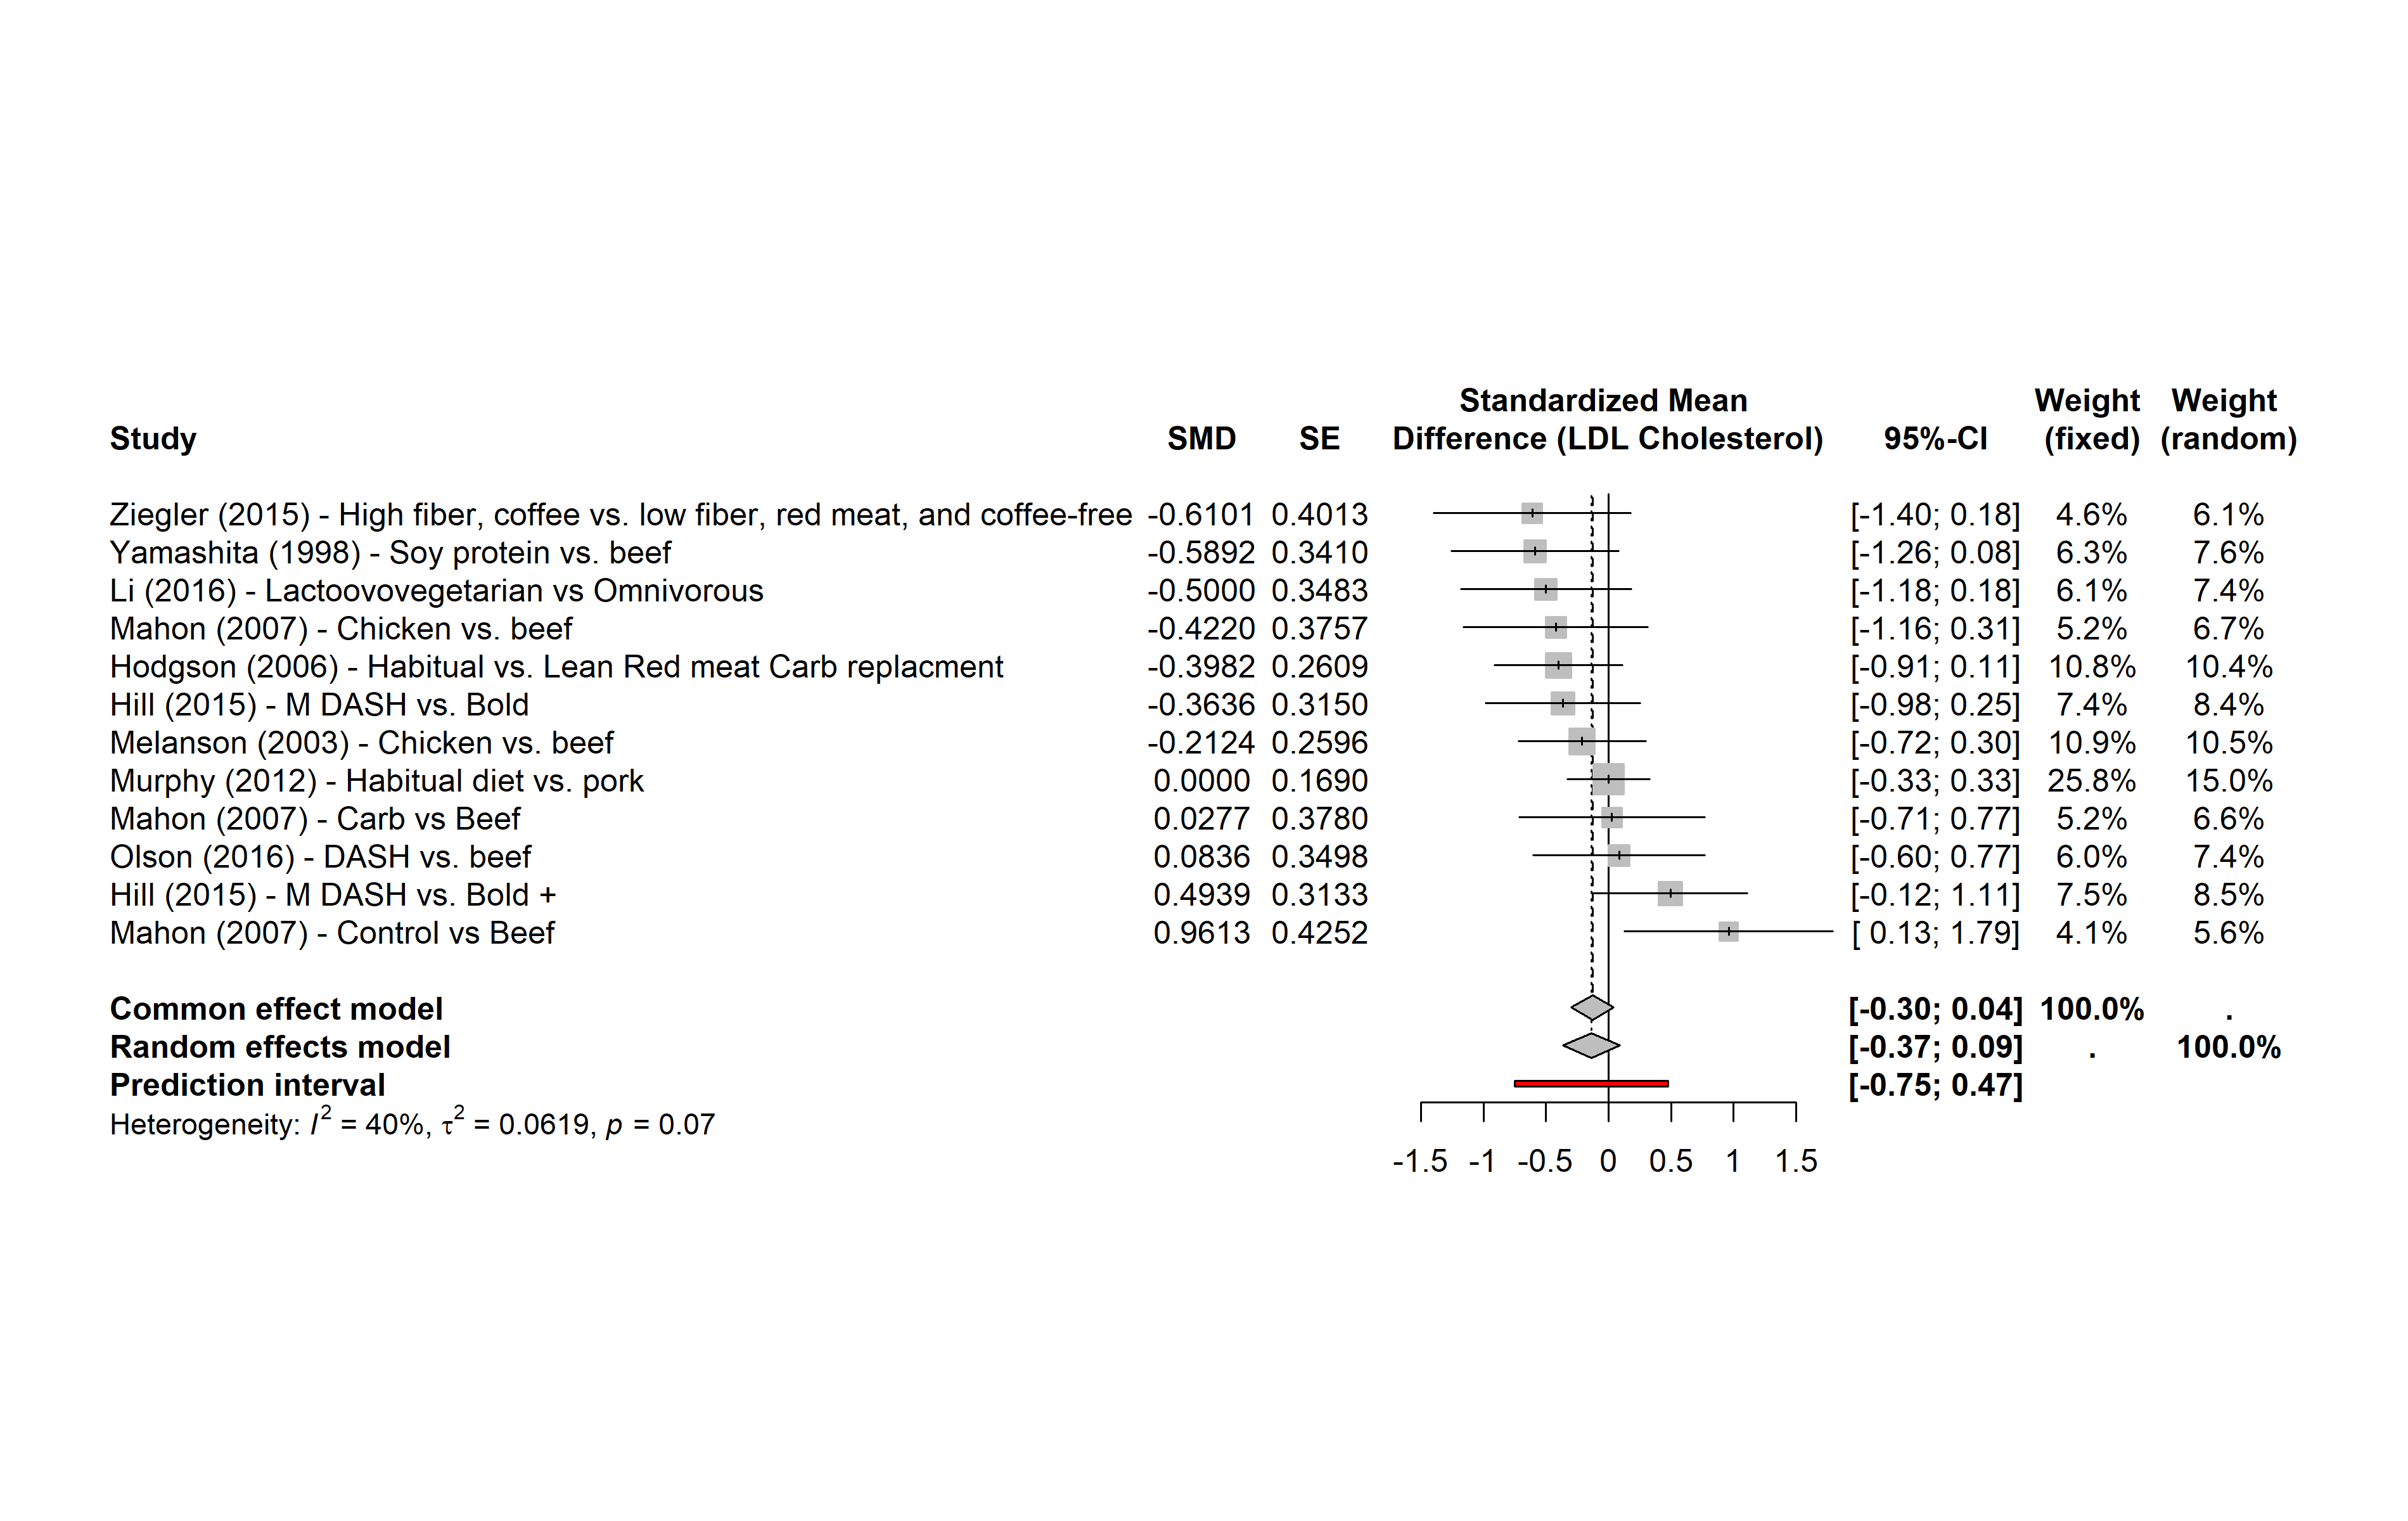 Standardized Mean Weight Weight
Study SMD SE Difference (LDL Cholesterol) 95%-CI (fixed) (random)
Ziegler (2015) - High fiber, coffee vs. low fiber, red meat, and coffee-free -0.6101 0.4013 [-1.40; 0.18] 4.6% 6.1%
Yamashita (1998) - Soy protein vs. beef -0.5892 0.3410 [-1.26; 0.08] 6.3% 7.6%
Li (2016) - Lactoovovegetarian vs Omnivorous -0.5000 0.3483 [-1.18; 0.18] 6.1% 7.4%
Mahon (2007) - Chicken vs. beef -0.4220 0.3757 [-1.16; 0.31] 5.2% 6.7%
Hodgson (2006) - Habitual vs. Lean Red meat Carb replacment -0.3982 0.2609 [-0.91; 0.11] 10.8% 10.4%
Hill (2015) - M DASH vs. Bold -0.3636 0.3150 [-0.98; 0.25] 7.4% 8.4%
Melanson (2003) - Chicken vs. beef -0.2124 0.2596 [-0.72; 0.30] 10.9% 10.5%
Murphy (2012) - Habitual diet vs. pork 0.0000 0.1690 [-0.33; 0.33] 25.8% 15.0%
Mahon (2007) - Carb vs Beef 0.0277 0.3780 [-0.71; 0.77] 5.2% 6.6%
Olson (2016) - DASH vs. beef 0.0836 0.3498 [-0.60; 0.77] 6.0% 7.4%
Hill (2015) - M DASH vs. Bold + 0.4939 0.3133 [-0.12; 1.11] 7.5% 8.5%
Mahon (2007) - Control vs Beef 0.9613 0.4252 [ 0.13; 1.79] 4.1% 5.6%
Common effect model [-0.30; 0.04] 100.0% .
Random effects model [-0.37; 0.09] . 100.0%
Prediction interval [-0.75; 0.47]
Heterogeneity: I² = 40%, τ² = 0.0619, p = 0.07
-1.5 -1 -0.5 0 0.5 1 1.5